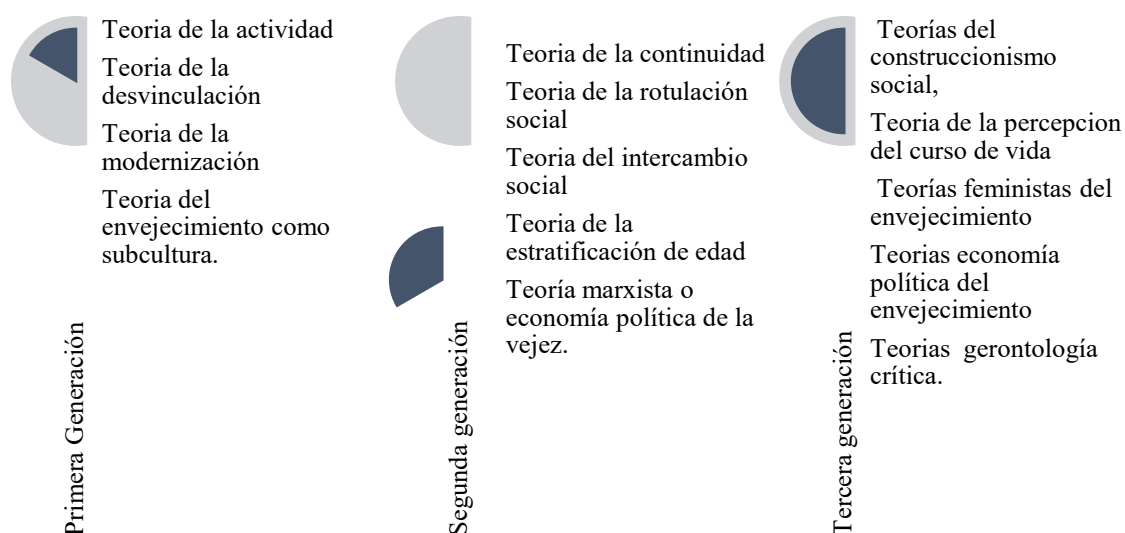 Teoria de la actividad
Teoria de la
desvinculación
Teoria de la
modernización
Teoria del
envejecimiento como
subcultura.
Primera Generación
Teoria de la continuidad
Teoria de la rotulación
social
Teoria del intercambio
social
Teoria de la
estratificación de edad
Teoría marxista o
economía política de la
vejez.
Segunda generación
Teorías del
construccionismo
social,
Teoria de la percepcion
del curso de vida
Teorías feministas del
envejecimiento
Teorias economía
política del
envejecimiento
Teorias  gerontología
crítica.
Tercera generación